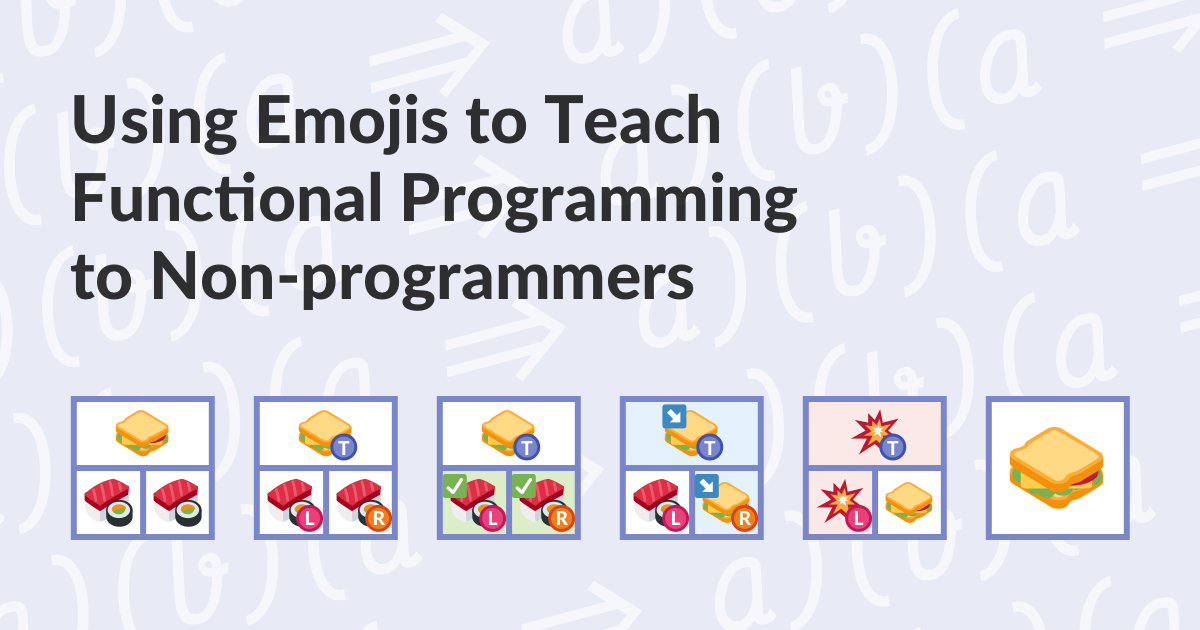 Using Emojis to Teach
Functional Programming
to Non-programmers
T
L R
T
L R
T
L R
T
L